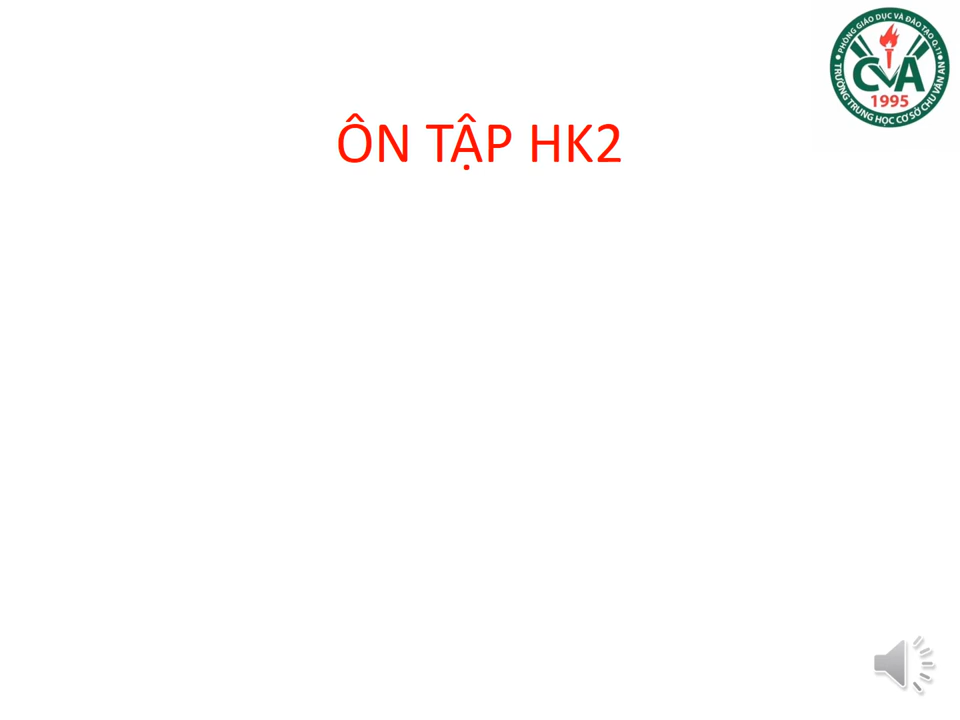 PHÒNG GIÁO DỤC VÀ ĐÀO TẠO Q.11
CVA
1995
TRƯỜNG TRUNG HỌC CƠ SỞ CHU VĂN AN
ÔN TẬP HK2